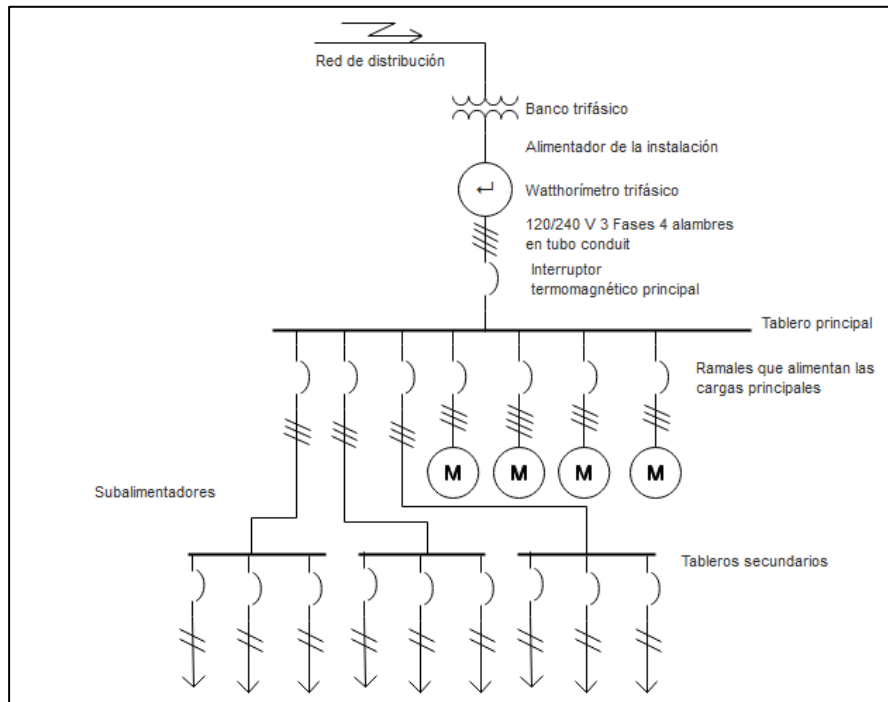 Red de distribución
Banco trifásico
Alimentador de la instalación
Watthorímetro trifásico
120/240 V 3 Fases 4 alambres
en tubo conduit
Interruptor
termomagnético principal
Tablero principal
Ramales que alimentan las
cargas principales
M M M M
Subalimentadores
Tableros secundarios